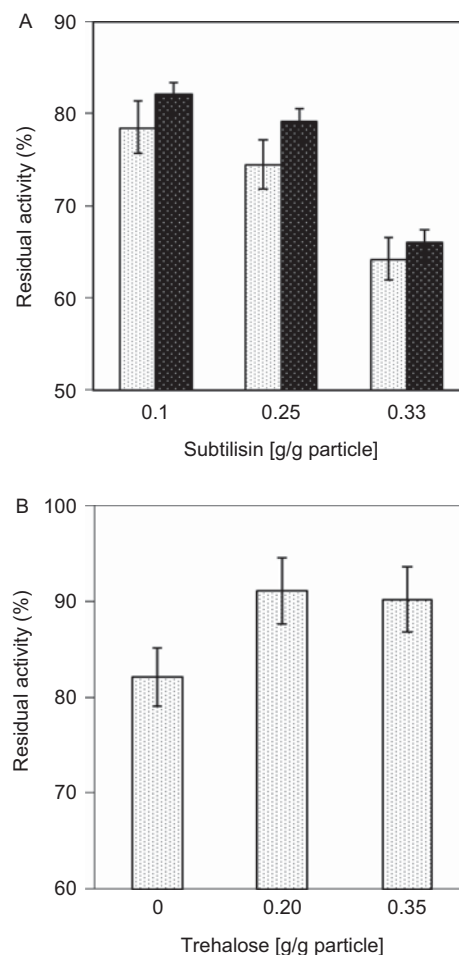 A
90
80
70
60
50
Residual activity (%)
0.1 0.25 0.33
Subtilisin [g/g particle]
B
100
90
80
70
60
Residual activity (%)
0 0.20 0.35
Trehalose [g/g particle]